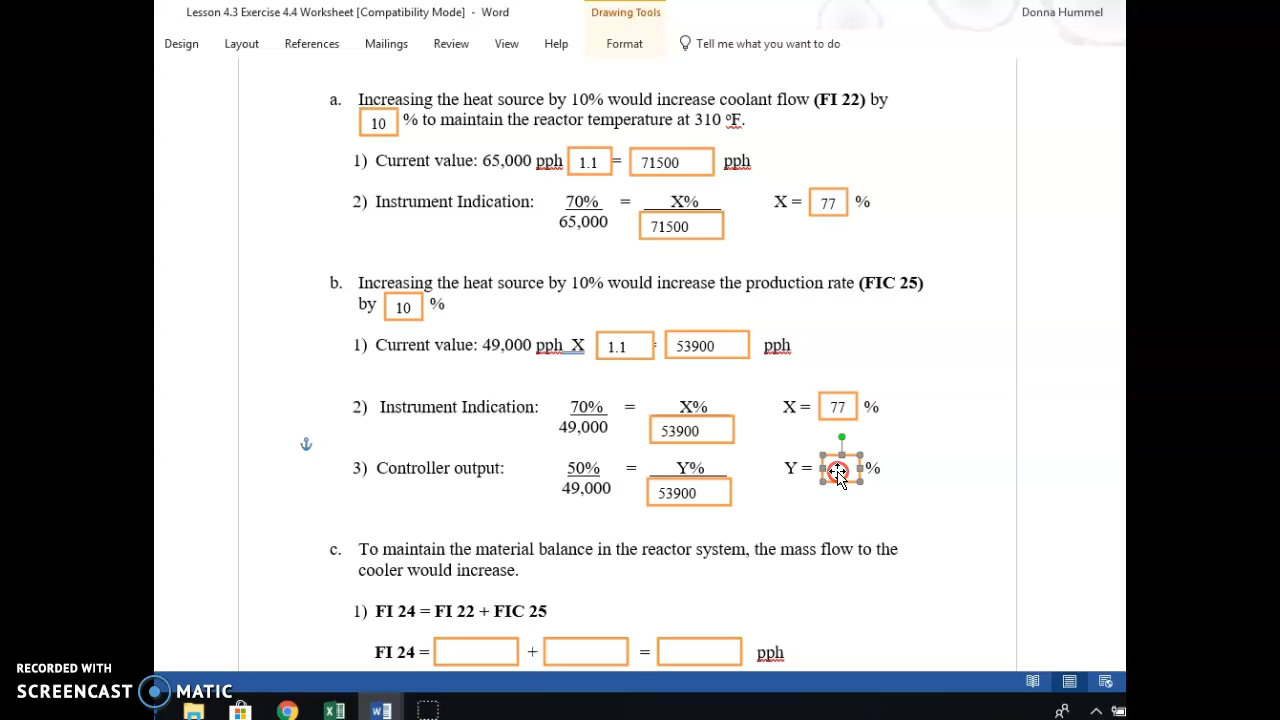 Lesson 4.3 Exercise 4.4 Worksheet [Compatibility Mode] - Word Drawing Tools Donna Hummel
Design Layout References Mailings Review View Help Format Tell me what you want to do
a. Increasing the heat source by 10% would increase coolant flow (FI 22) by
10 % to maintain the reactor temperature at 310 °F.
1) Current value: 65,000 pph 1.1 = 71500 pph
2) Instrument Indication: 70% = X% X = 77 %
65,000 71500
b. Increasing the heat source by 10% would increase the production rate (FIC 25)
by 10 %
1) Current value: 49,000 pph X 1.1 = 53900 pph
2) Instrument Indication: 70% = X% X = 77 %
49,000 53900
3) Controller output: 50% = Y% Y = %
49,000 53900
c. To maintain the material balance in the reactor system, the mass flow to the
cooler would increase.
1) FI 24 = FI 22 + FIC 25
FI 24 = + = pph
RECORDED WITH
SCREENCAST MATIC